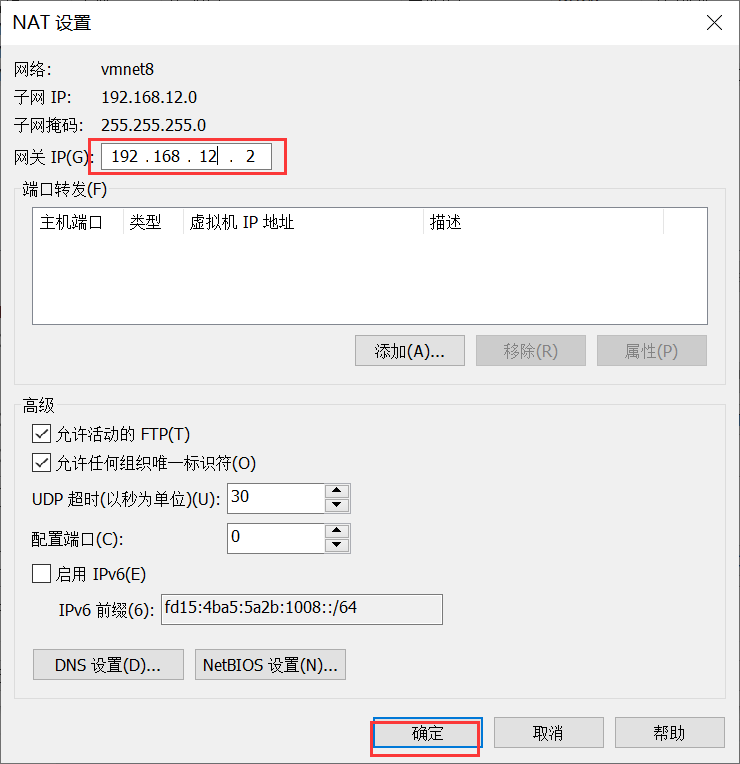 NAT 设置
网络: vmnet8
子网 IP: 192.168.12.0
子网掩码: 255.255.255.0
网关 IP(G): 192 . 168 . 12 . 2
端口转发(F)
主机端口 类型 虚拟机 IP 地址 描述
添加(A)... 移除(R) 属性(P)
高级
允许活动的 FTP(T)
允许任何组织唯一标识符(O)
UDP 超时(以秒为单位)(U): 30
配置端口(C): 0
启用 IPv6(E)
IPv6 前缀(6): fd15:4ba5:5a2b:1008::/64
DNS 设置(D)... NetBIOS 设置(N)...
确定 取消 帮助